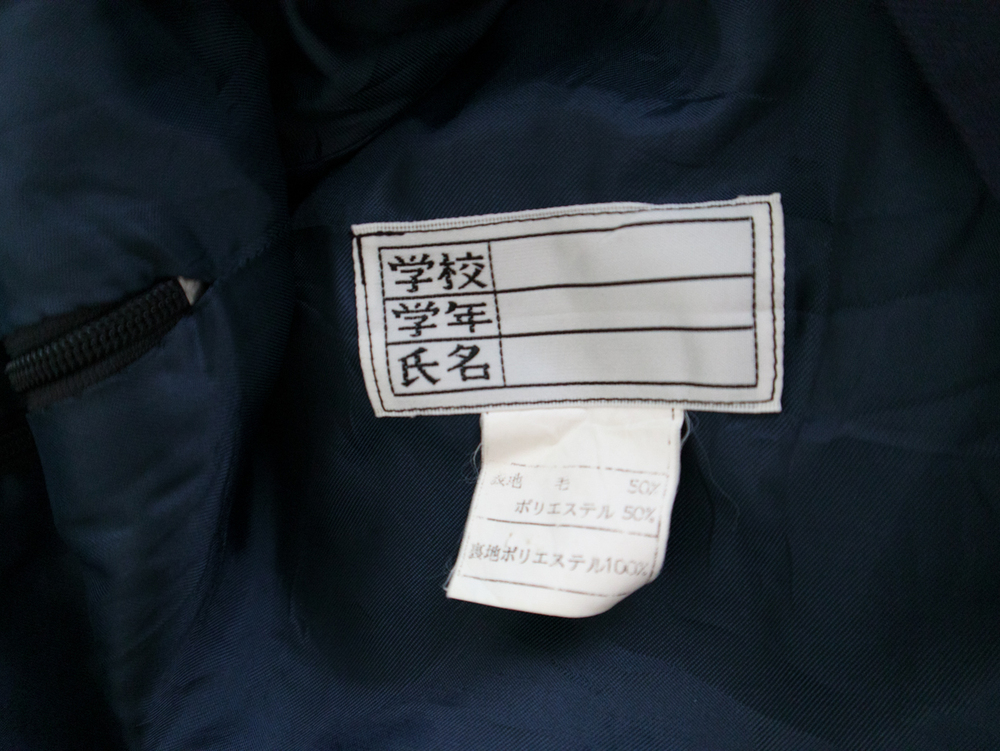 学校
学年
氏名
表地 毛 50%
ポリエステル 50%
裏地ポリエステル100%